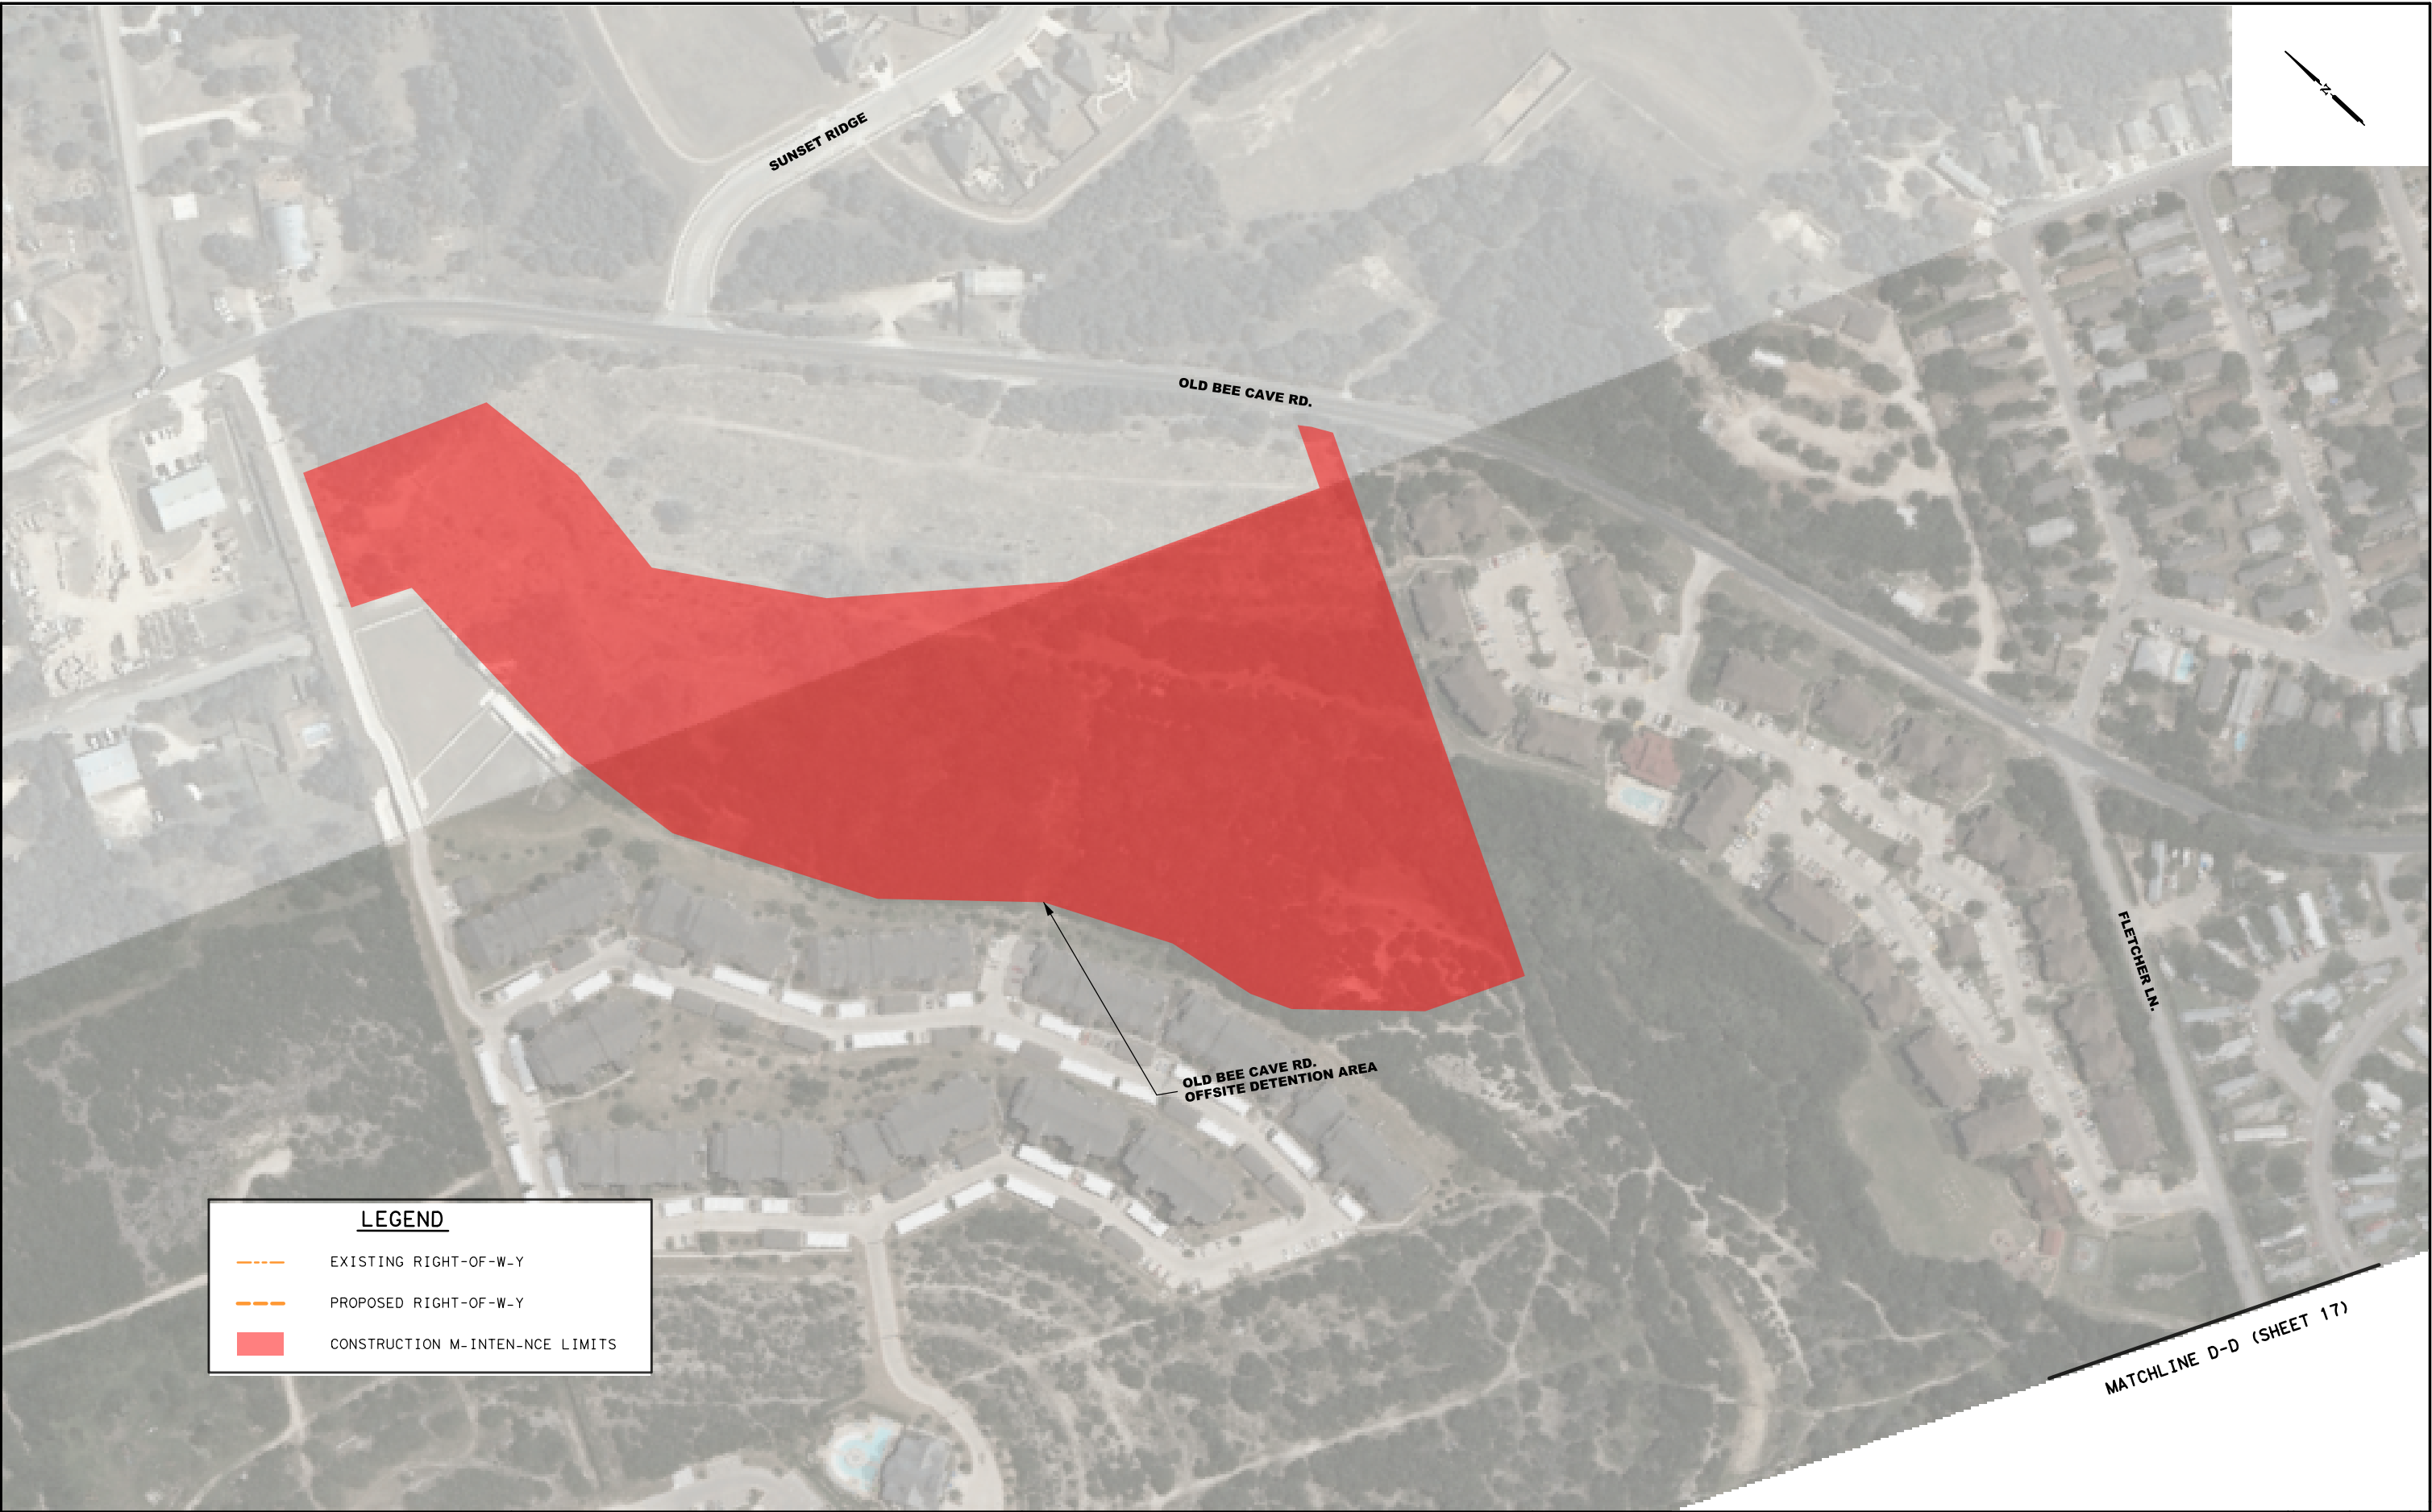 N
SUNSET RIDGE
OLD BEE CAVE RD.
FLETCHER LN.
OLD BEE CAVE RD.
OFFSITE DETENTION AREA
LEGEND
EXISTING RIGHT-OF-W-Y
PROPOSED RIGHT-OF-W-Y
CONSTRUCTION M-INTEN-NCE LIMITS
MATCHLINE D-D (SHEET 17)